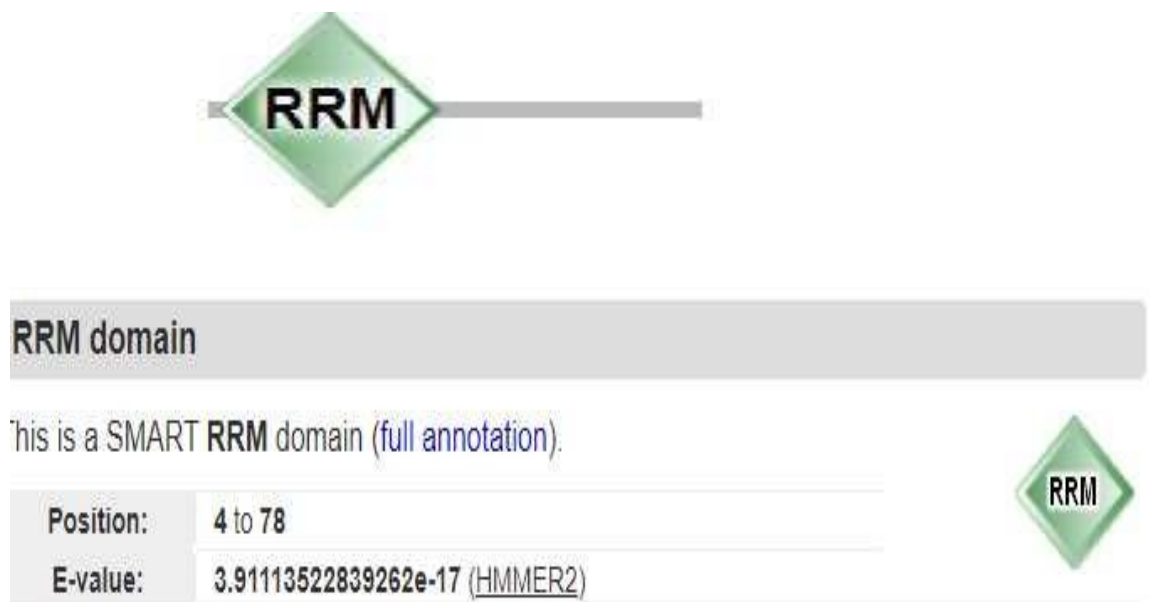 RRM
RRM domain
his is a SMART RRM domain (full annotation).
RRM
Position: 4 to 78
E-value: 3.91113522839262e-17 (HMMER2)